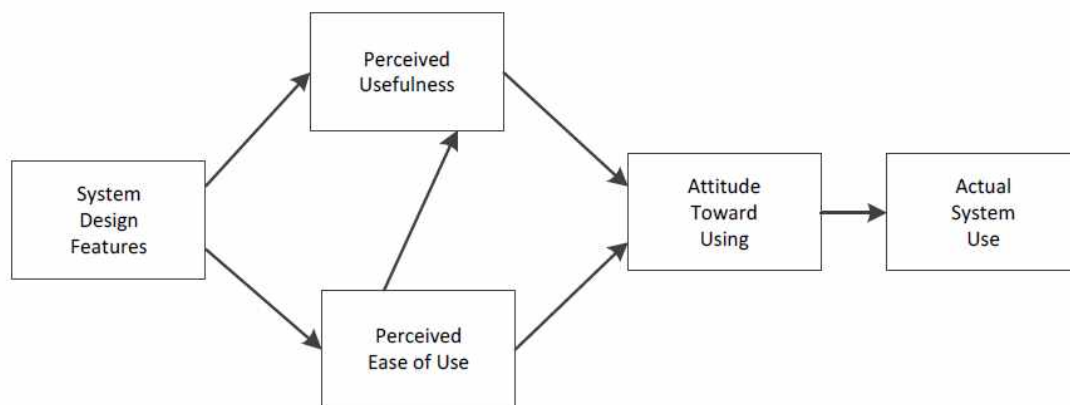 Perceived
Usefulness
System
Design
Features
Attitude
Toward
Using
Actual
System
Use
Perceived
Ease of Use